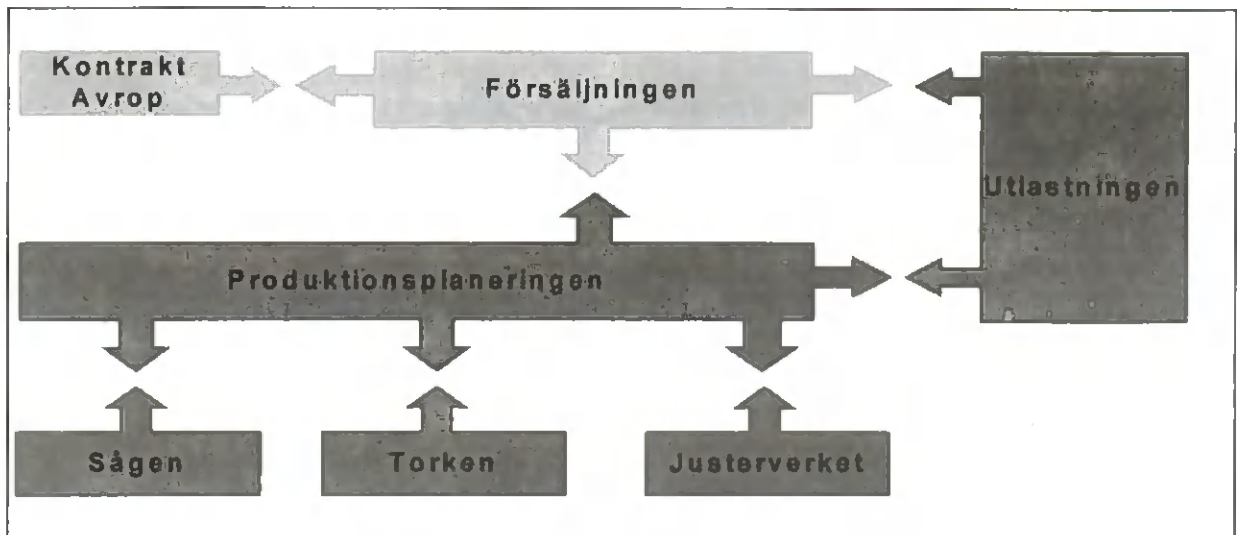 Kontrakt
Avrop
Försäljningen
Utlastningen
Produktionsplaneringen
Sågen
Torken
Justerverket